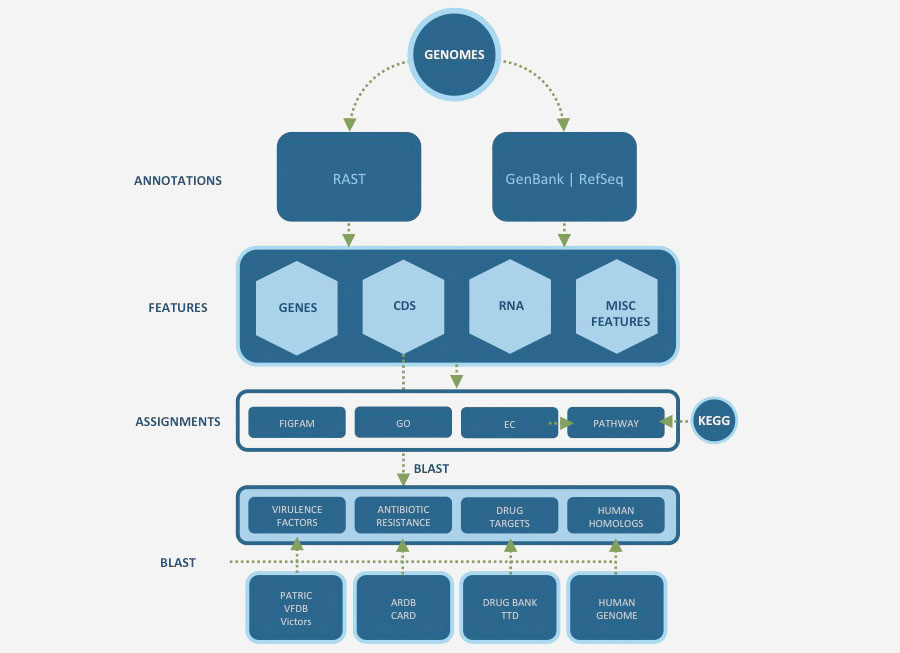 GENOMES
ANNOTATIONS
RAST
GenBank | RefSeq
FEATURES
GENES
CDS
RNA
MISC
FEATURES
ASSIGNMENTS
FIGFAM
GO
EC
PATHWAY
KEGG
BLAST
VIRULENCE
FACTORS
ANTIBIOTIC
RESISTANCE
DRUG
TARGETS
HUMAN
HOMOLOGS
BLAST
PATRIC
VFDB
Victors
ARDB
CARD
DRUG BANK
TTD
HUMAN
GENOME